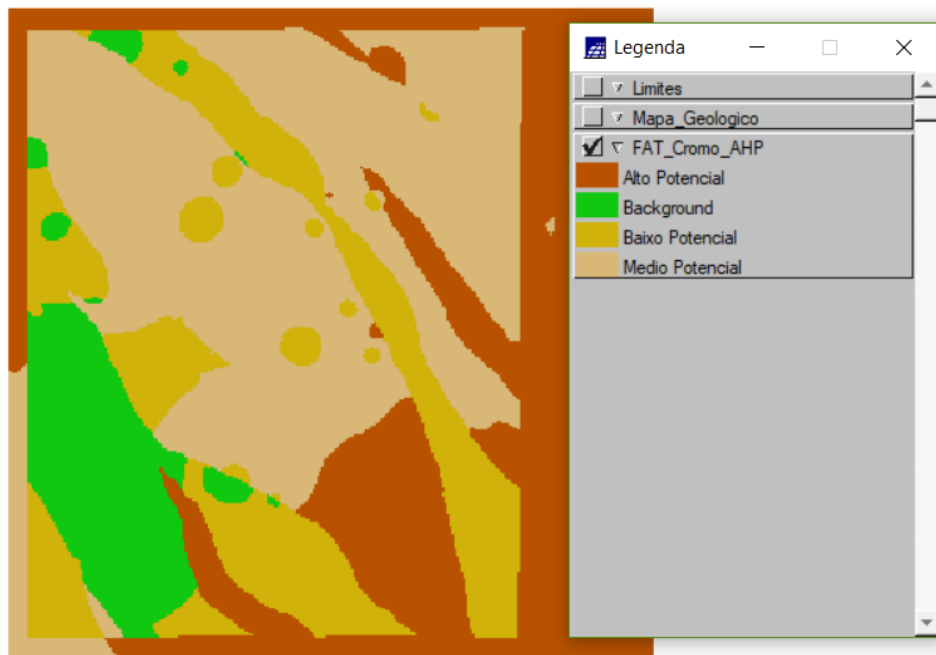 Legenda
Limites
Mapa_Geologico
FAT_Cromo_AHP
Alto Potencial
Background
Baixo Potencial
Medio Potencial